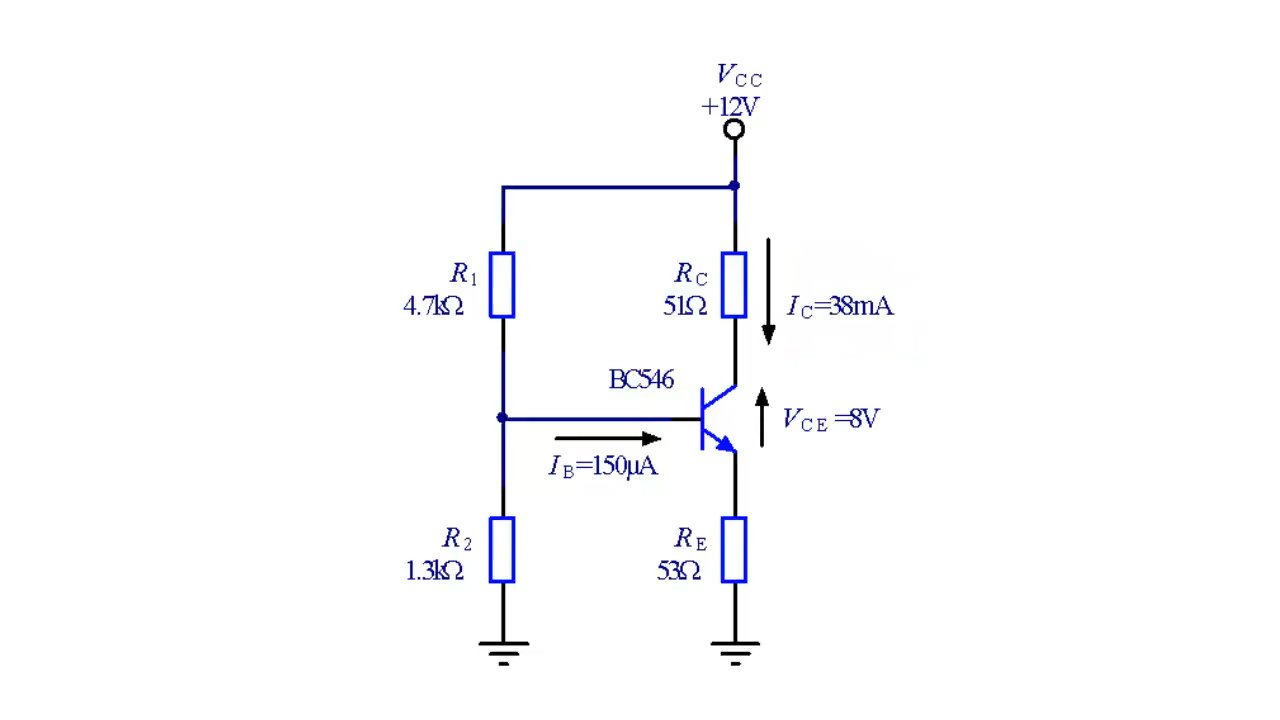 VCC
+12V
R1
4.7kΩ
RC
51Ω
IC=38mA
BC546
VCE=8V
IB=150µA
R2
1.3kΩ
RE
53Ω